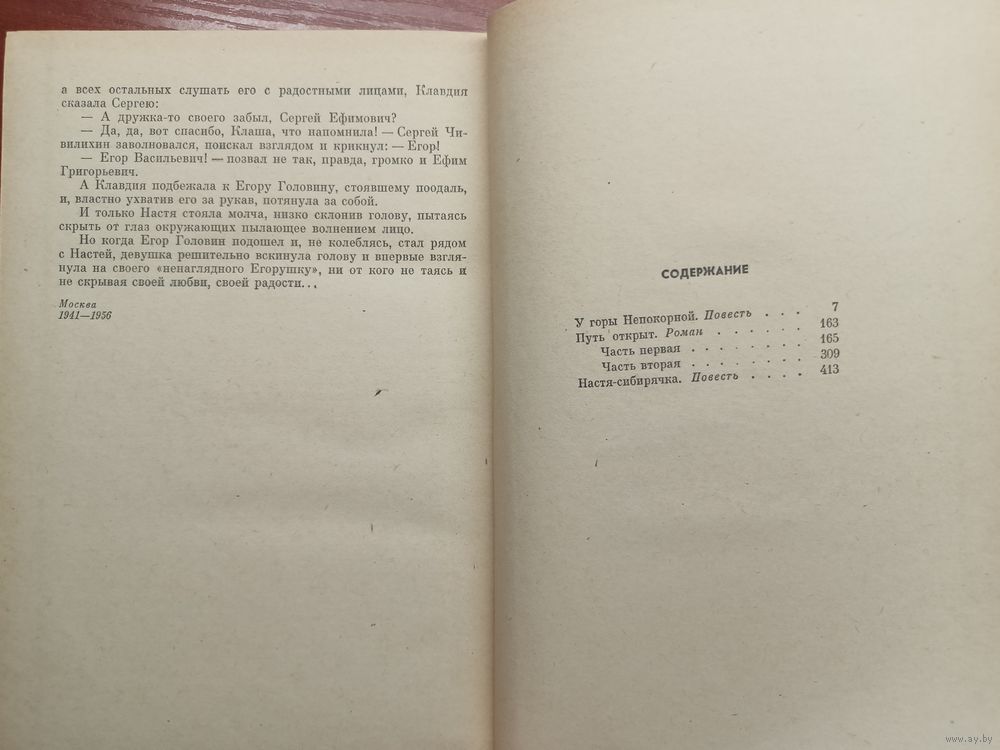 а всех остальных слушать его с радостными лицами, Клавдия
сказала Сергею:
— А дружка-то своего забыл, Сергей Ефимович?
— Да, да, вот спасибо, Клаша, что напомнила! — Сергей Чи-
вилихин заволновался, поискал взглядом и крикнул: — Егор!
— Егор Васильевич! — позвал не так, правда, громко и Ефим
Григорьевич.
А Клавдия подбежала к Егору Головину, стоявшему поодаль,
и, властно ухватив его за рукав, потянула за собой.
И только Настя стояла молча, низко склонив голову, пытаясь
скрыть от глаз окружающих пылающее волнением лицо.
Но когда Егор Головин подошел и, не колеблясь, стал рядом
с Настей, девушка решительно вскинула голову и впервые взгля-
нула на своего «ненаглядного Егорушку», ни от кого не таясь и
не скрывая своей любви, своей радости...
Москва
1941—1956
СОДЕРЖАНИЕ
У горы Непокорной. Повесть . . . 7
Путь открыт. Роман . . . . . . 163
Часть первая . . . . . . . . 165
Часть вторая . . . . . . . . 309
Настя-сибирячка. Повесть . . . . 413
www.ay.by